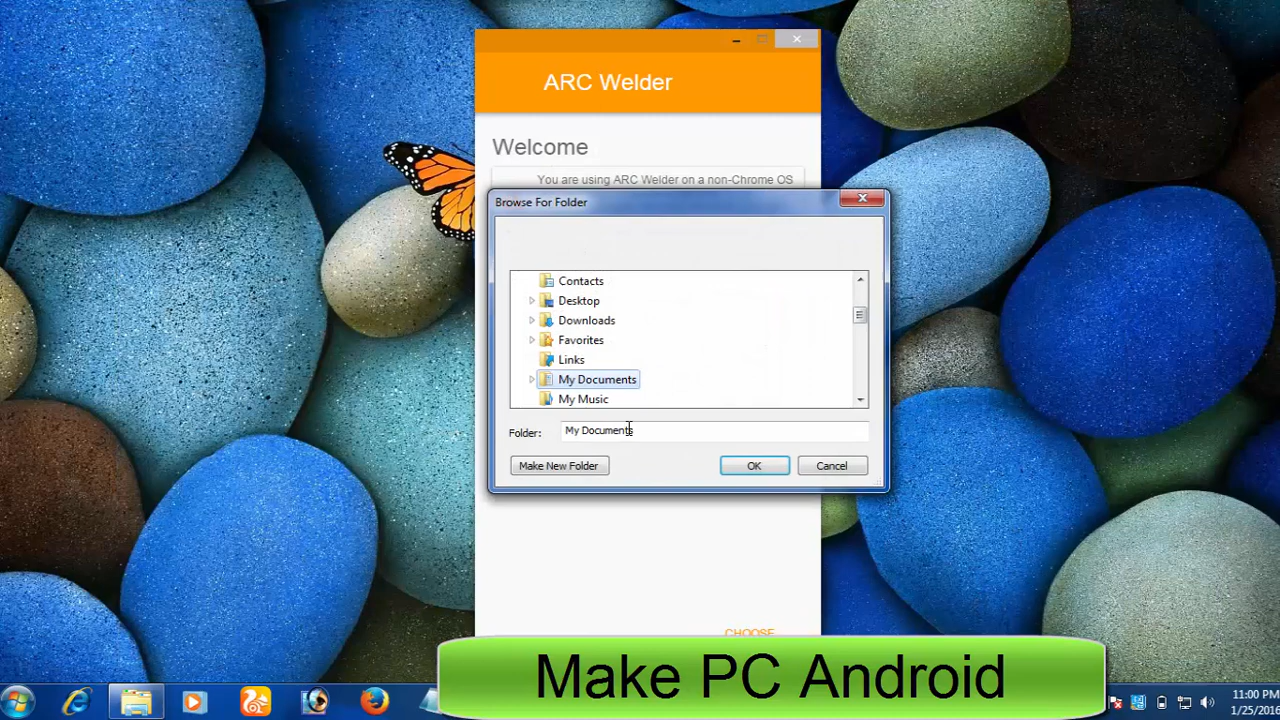 ARC Welder
Welcome
You are using ARC Welder on a non-Chrome OS
Browse For Folder
Contacts
Desktop
Downloads
Favorites
Links
My Documents
My Music
Folder: My Documents
Make New Folder OK Cancel
CHOOSE
Make PC Android
11:00 PM
1/25/2016